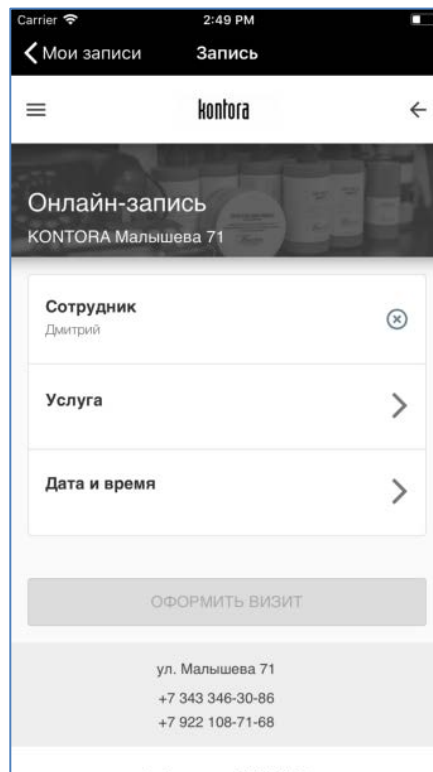 Carrier 2:49 PM
Мои записи Запись
kontora
Онлайн-запись
KONTORA Малышева 71
Сотрудник
Дмитрий
Услуга
Дата и время
ОФОРМИТЬ ВИЗИТ
ул. Малышева 71
+7 343 346-30-86
+7 922 108-71-68